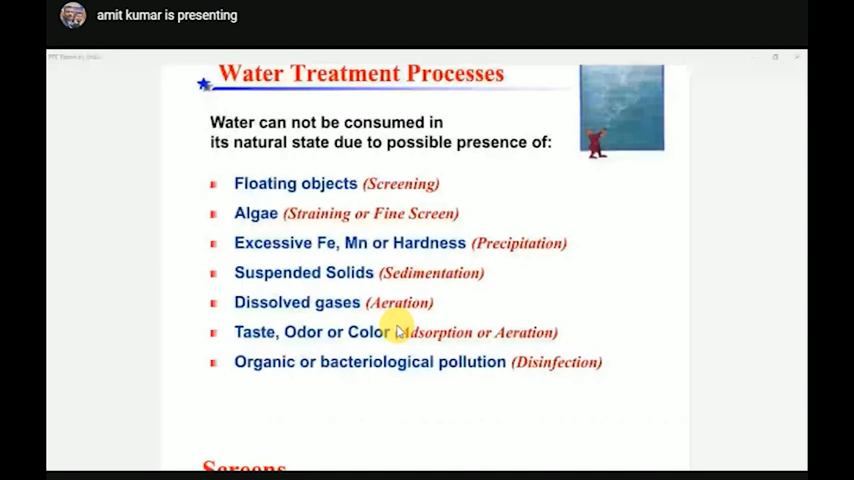 amit kumar is presenting
Water Treatment Processes
Water can not be consumed in
its natural state due to possible presence of:
Floating objects (Screening)
Algae (Straining or Fine Screen)
Excessive Fe, Mn or Hardness (Precipitation)
Suspended Solids (Sedimentation)
Dissolved gases (Aeration)
Taste, Odor or Color (Adsorption or Aeration)
Organic or bacteriological pollution (Disinfection)
Screens